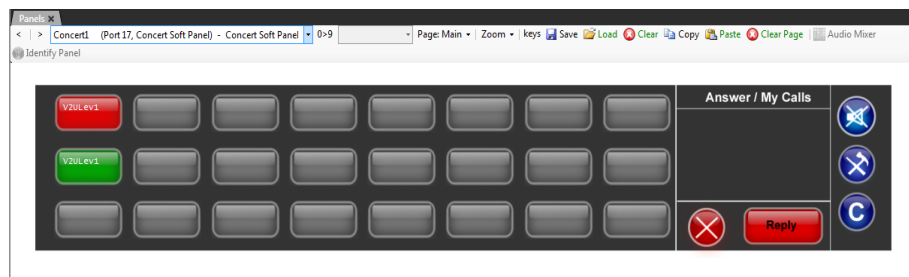 Panels x
< > Concert1 (Port 17, Concert Soft Panel) - Concert Soft Panel 0>9 Page: Main Zoom keys Save Load Clear Copy Paste Clear Page Audio Mixer
Identify Panel
Answer / My Calls
V2ULev1
V2ULev1
C
Reply